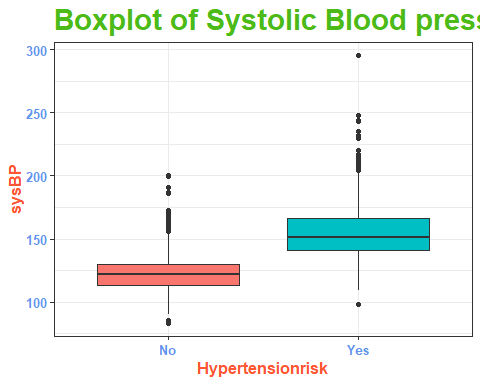 Boxplot of Systolic Blood press
300
250
200
150
100
sysBP
No Yes
Hypertensionrisk